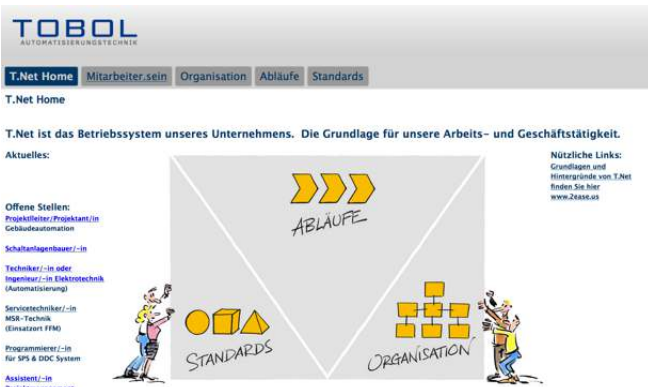 TOBOL
AUTOMATISIERUNGSTECHNIK
T.Net Home Mitarbeiter.sein Organisation Abläufe Standards
T.Net Home
T.Net ist das Betriebssystem unseres Unternehmens. Die Grundlage für unsere Arbeits- und Geschäftstätigkeit.
Aktuelles:
Offene Stellen:
Projektleiter/Projektant/in
Gebäudeautomation
Schaltanlagenbauer/-in
Techniker/-in oder
Ingenieur/-in Elektrotechnik
(Automatisierung)
Servicetechniker/-in
MSR-Technik
(Einsatzort FFM)
Programmierer/-in
für SPS & DDC System
Assistent/-in
ABLÄUFE
STANDARDS
ORGANISATION
Nützliche Links:
Grundlagen und
Hintergründe von T.Net
finden Sie hier
www.2ease.us